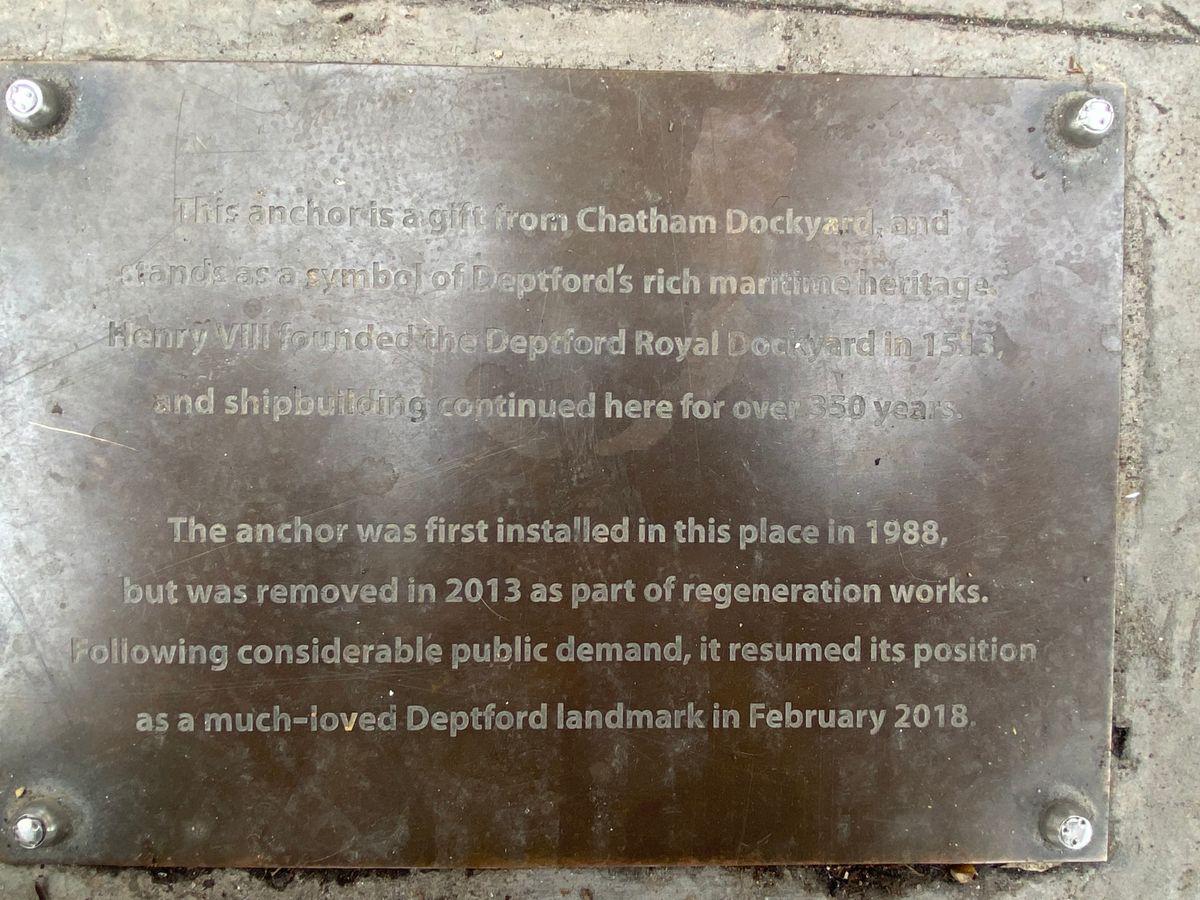 This anchor is a gift from Chatham Dockyard, and
stands as a symbol of Deptford's rich maritime heritage.
Henry VIII founded the Deptford Royal Dockyard in 1513,
and shipbuilding continued here for over 350 years.
The anchor was first installed in this place in 1988,
but was removed in 2013 as part of regeneration works.
Following considerable public demand, it resumed its position
as a much-loved Deptford landmark in February 2018.